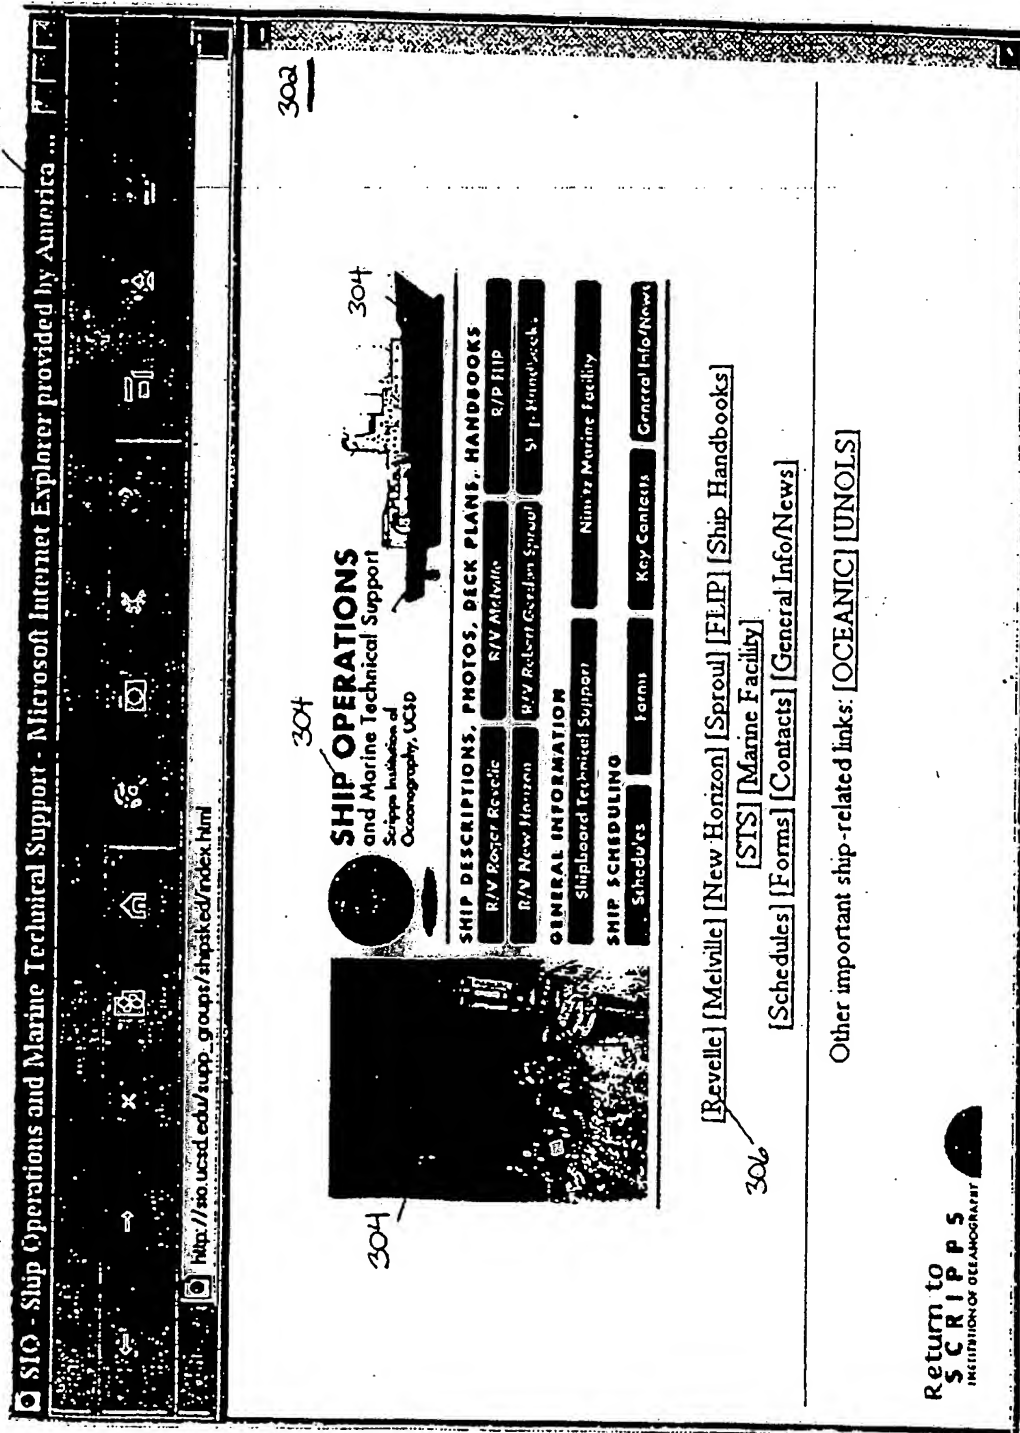 SIO - Ship Operations and Marine Technical Support - Microsoft Internet Explorer provided by America ...
http://sio.ucsd.edu/supp_groups/shipsked/index.html
302
304
SHIP OPERATIONS
and Marine Technical Support
Scripps Institution of
Oceanography, UCSD
304
304
SHIP DESCRIPTIONS, PHOTOS, DECK PLANS, HANDBOOKS
R/V Roger Revelle R/V Melville R/P FLIP
R/V New Horizon R/V Robert Gordon Sproul Ship Handbooks
GENERAL INFORMATION
Shipboard Technical Support Nimitz Marine Facility
SHIP SCHEDULING
Schedules Forms Key Contacts General Info/News
[Revelle] [Melville] [New Horizon] [Sproul] [FLIP] [Ship Handbooks]
306
[STS] [Marine Facility]
[Schedules] [Forms] [Contacts] [General Info/News]
Other important ship-related links: [OCEANIC] [UNOLS]
Return to
SCRIPPS
INSTITUTION OF OCEANOGRAPHY